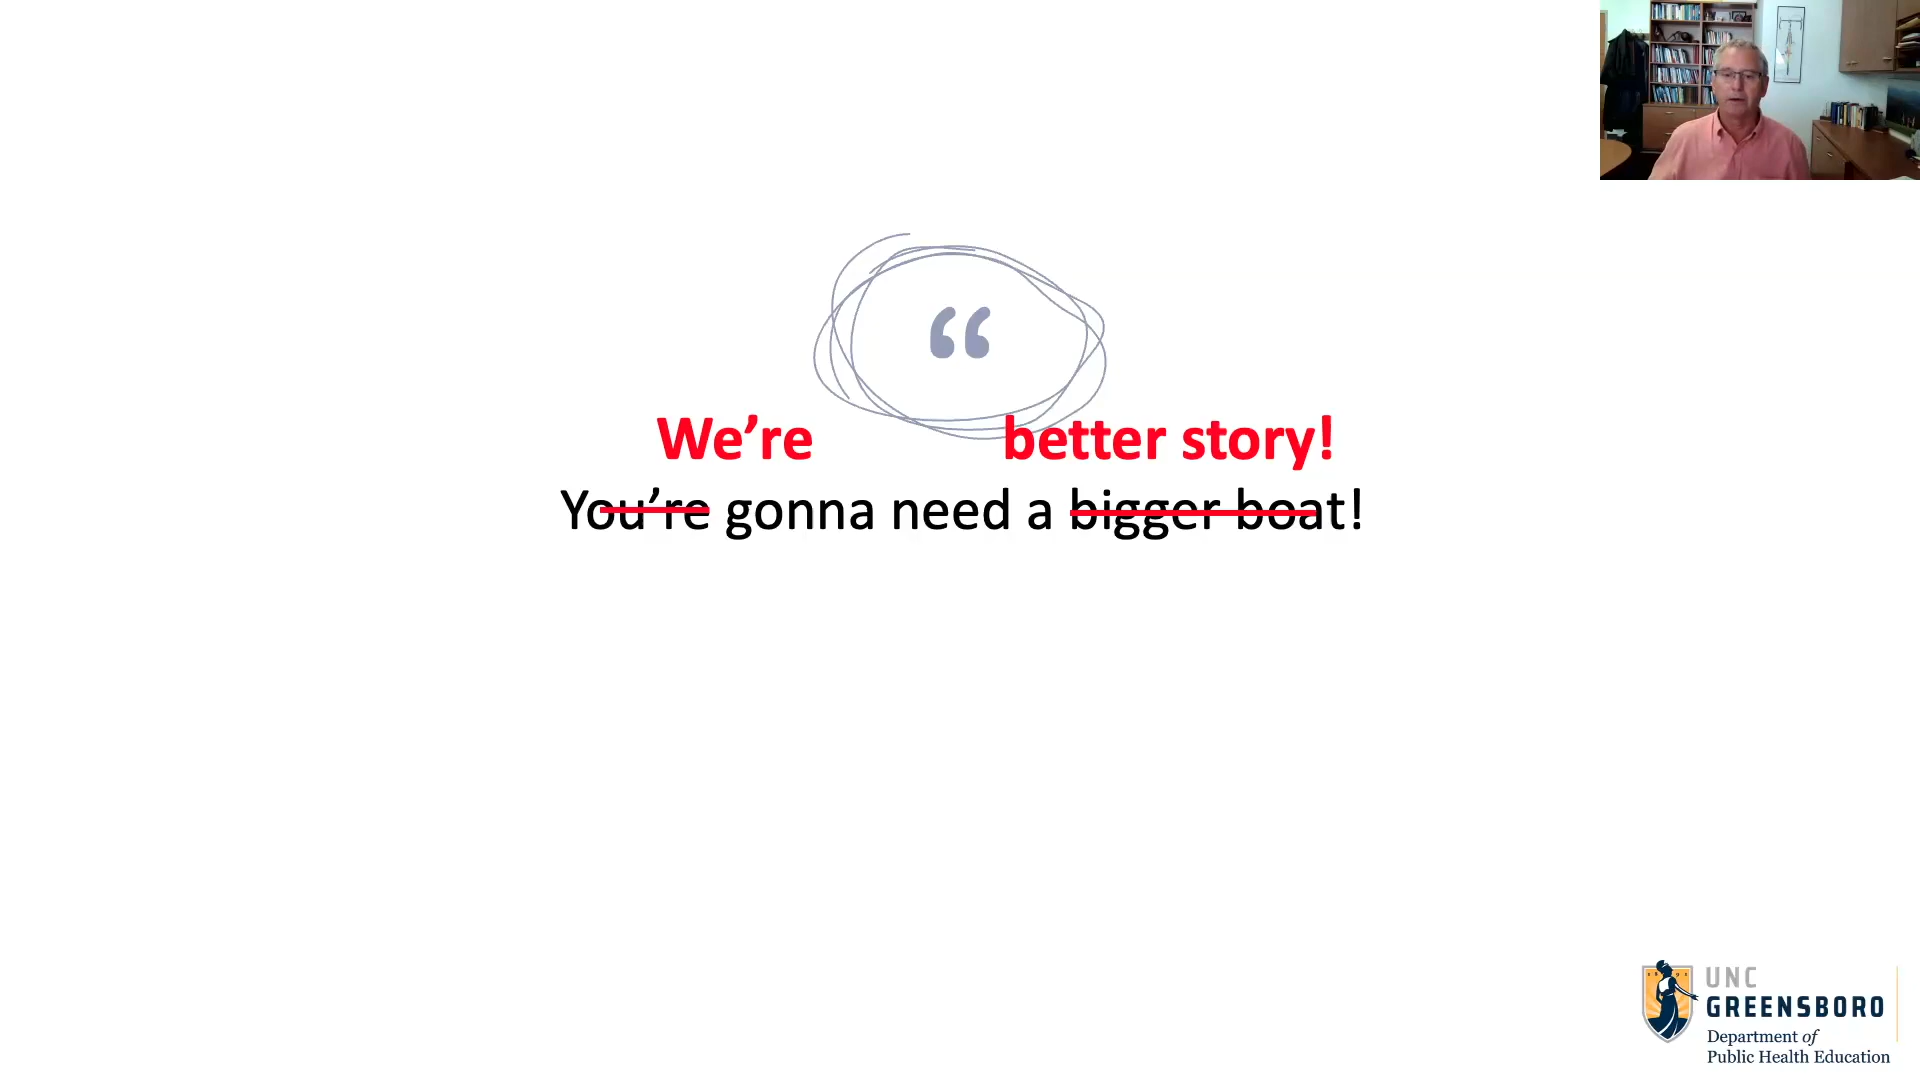 “
We’re better story!
You’re gonna need a bigger boat!
UNC
GREENSBORO
Department of
Public Health Education